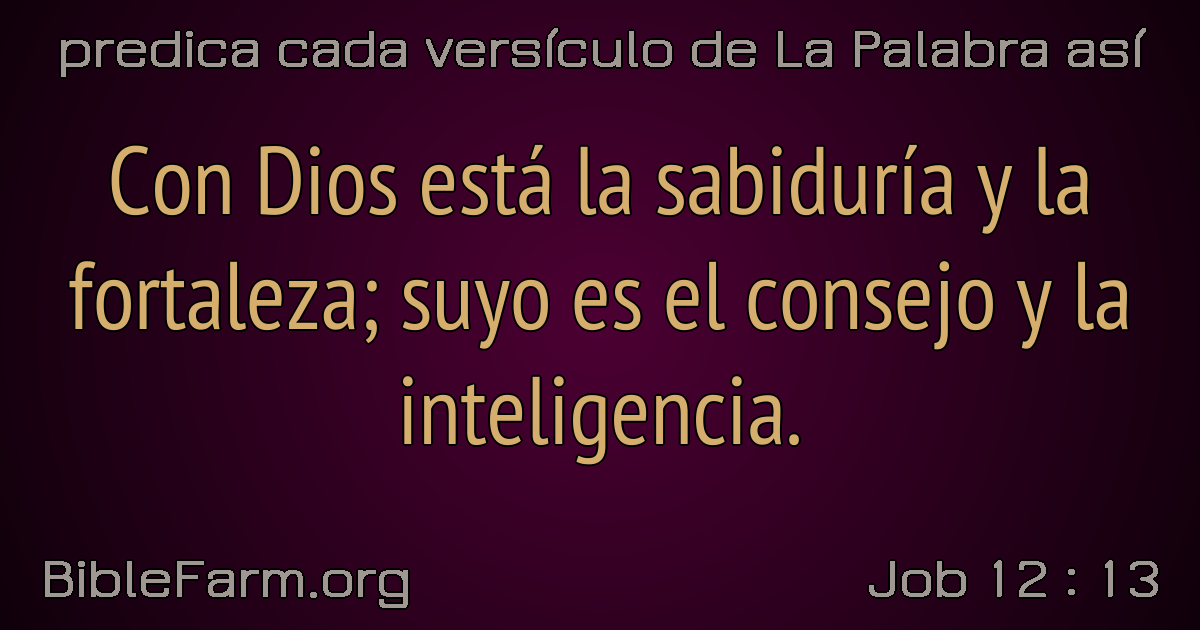 predica cada versículo de La Palabra así
Con Dios está la sabiduría y la
fortaleza; suyo es el consejo y la
inteligencia.
BibleFarm.org
Job 12 : 13